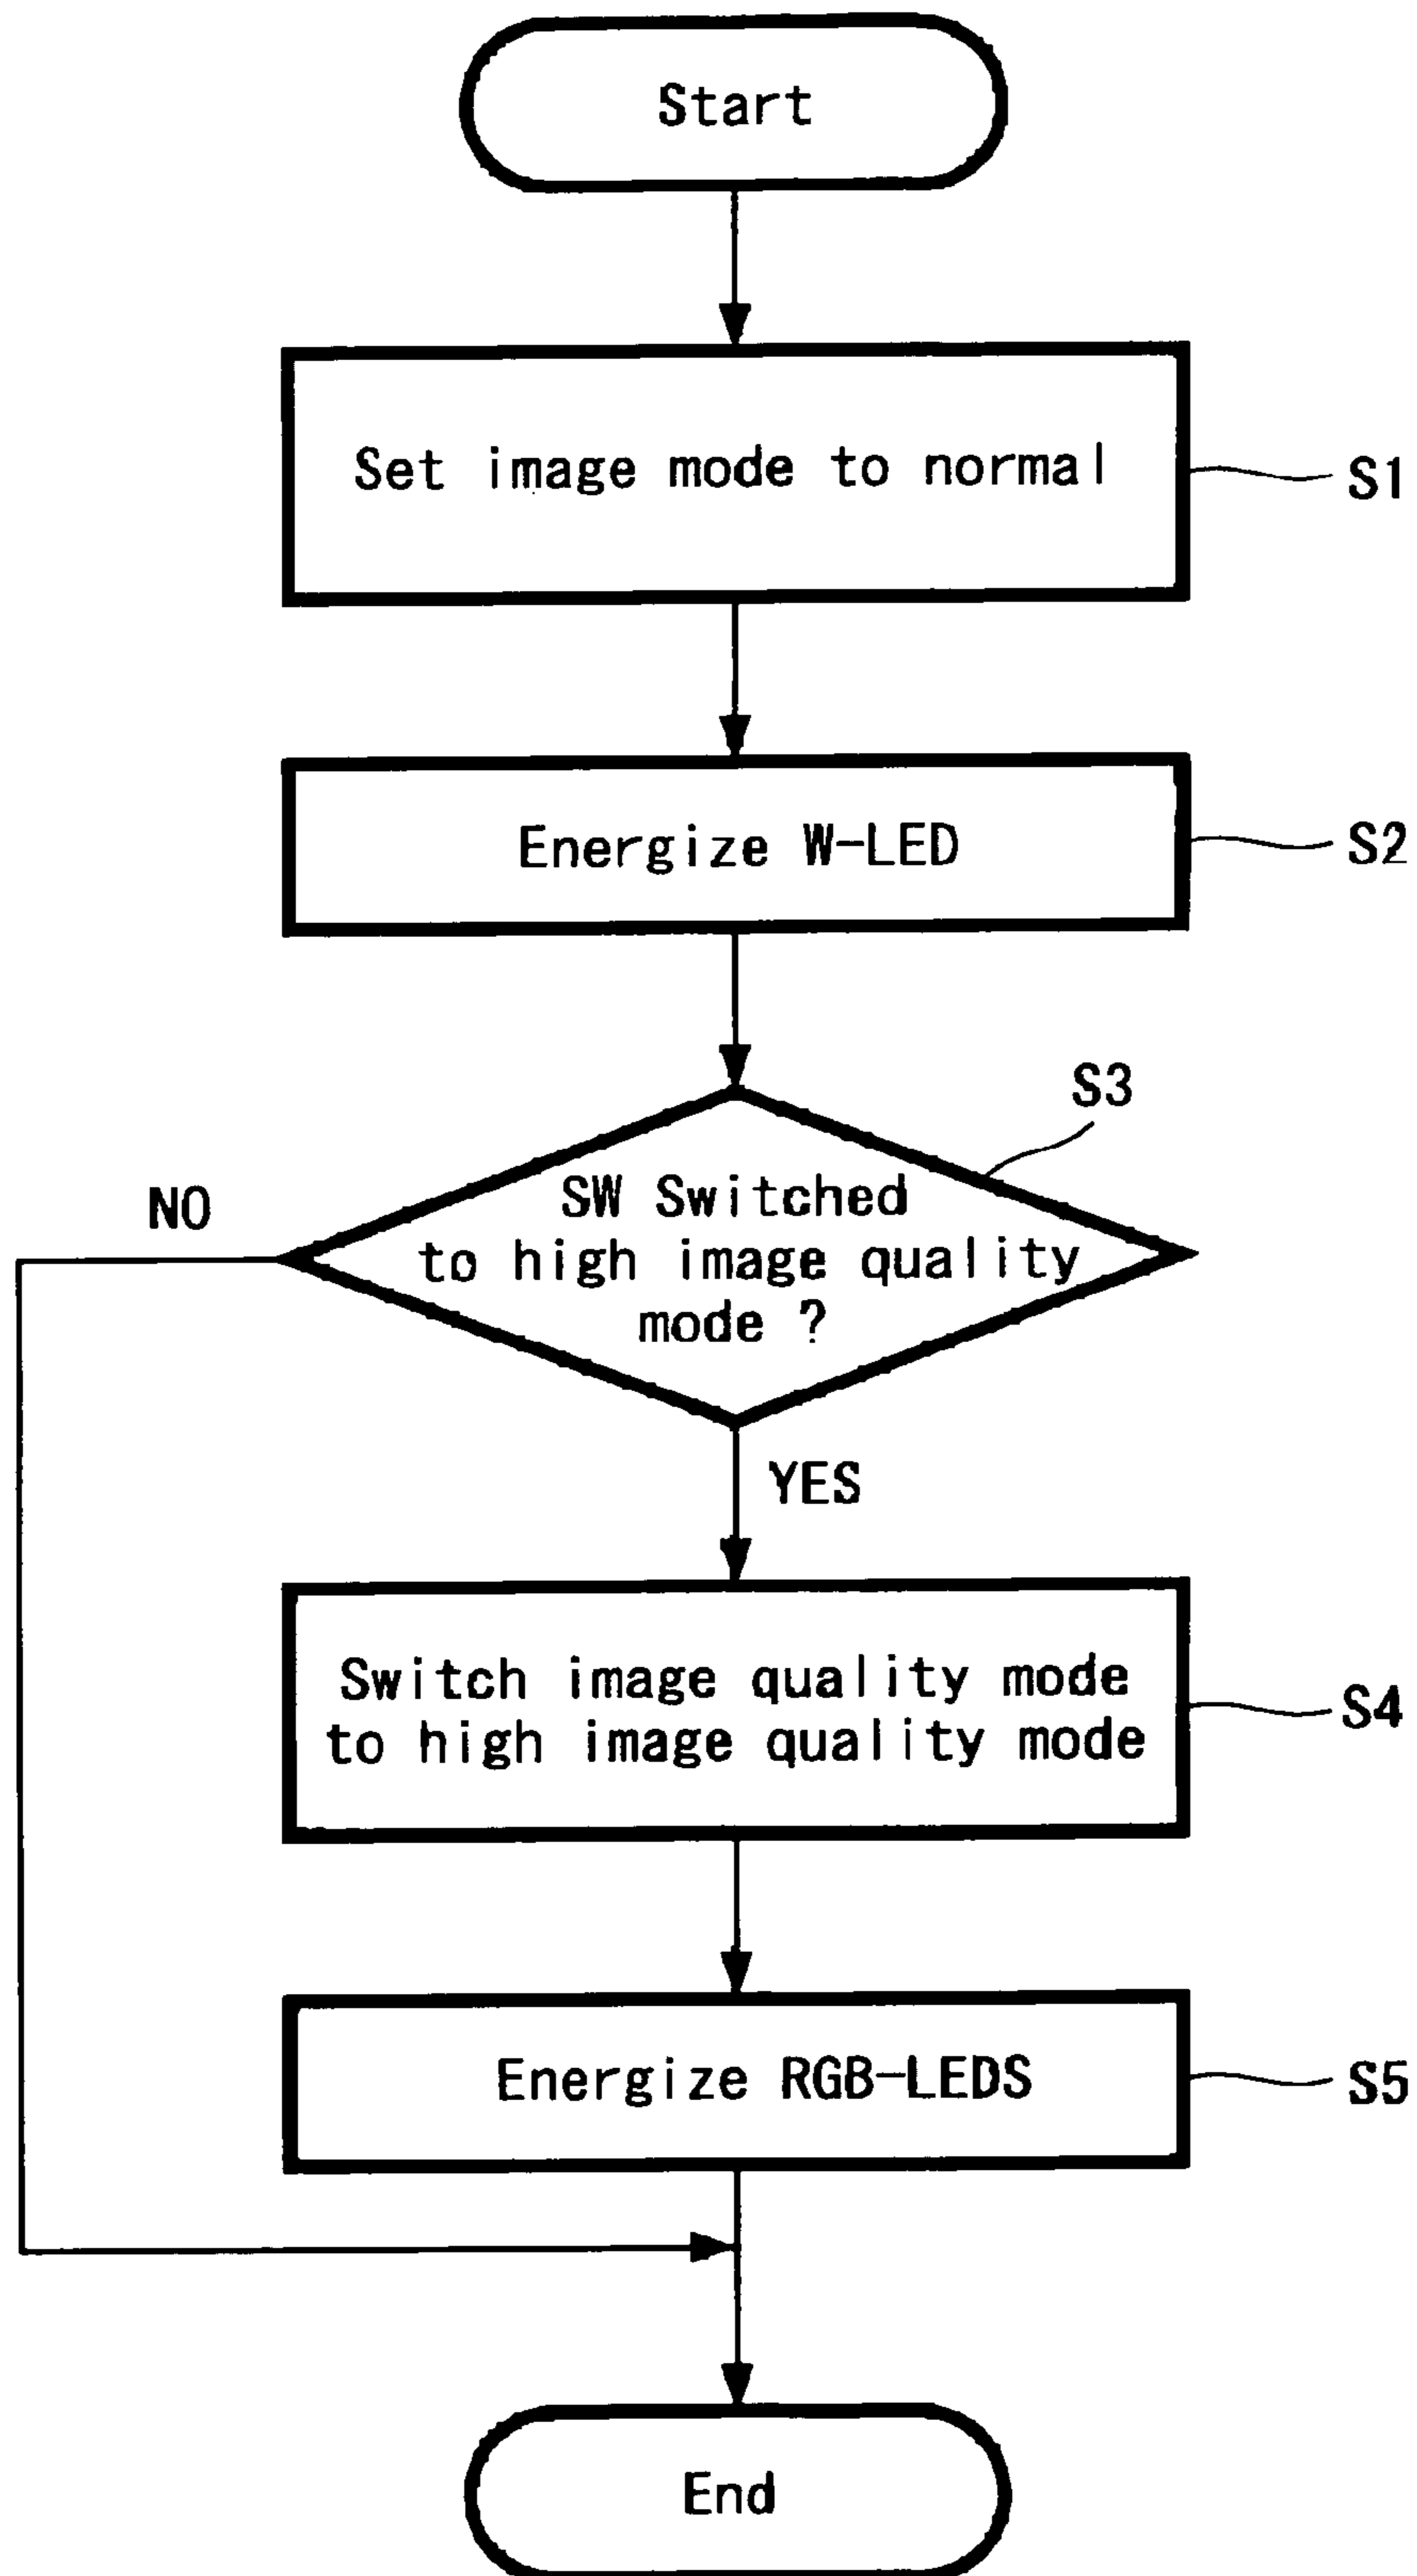 Start
Set image mode to normal
S1
Energize W-LED
S2
S3
SW Switched
to high image quality
mode ?
NO
YES
Switch image quality mode
to high image quality mode
S4
Energize RGB-LEDS
S5
End